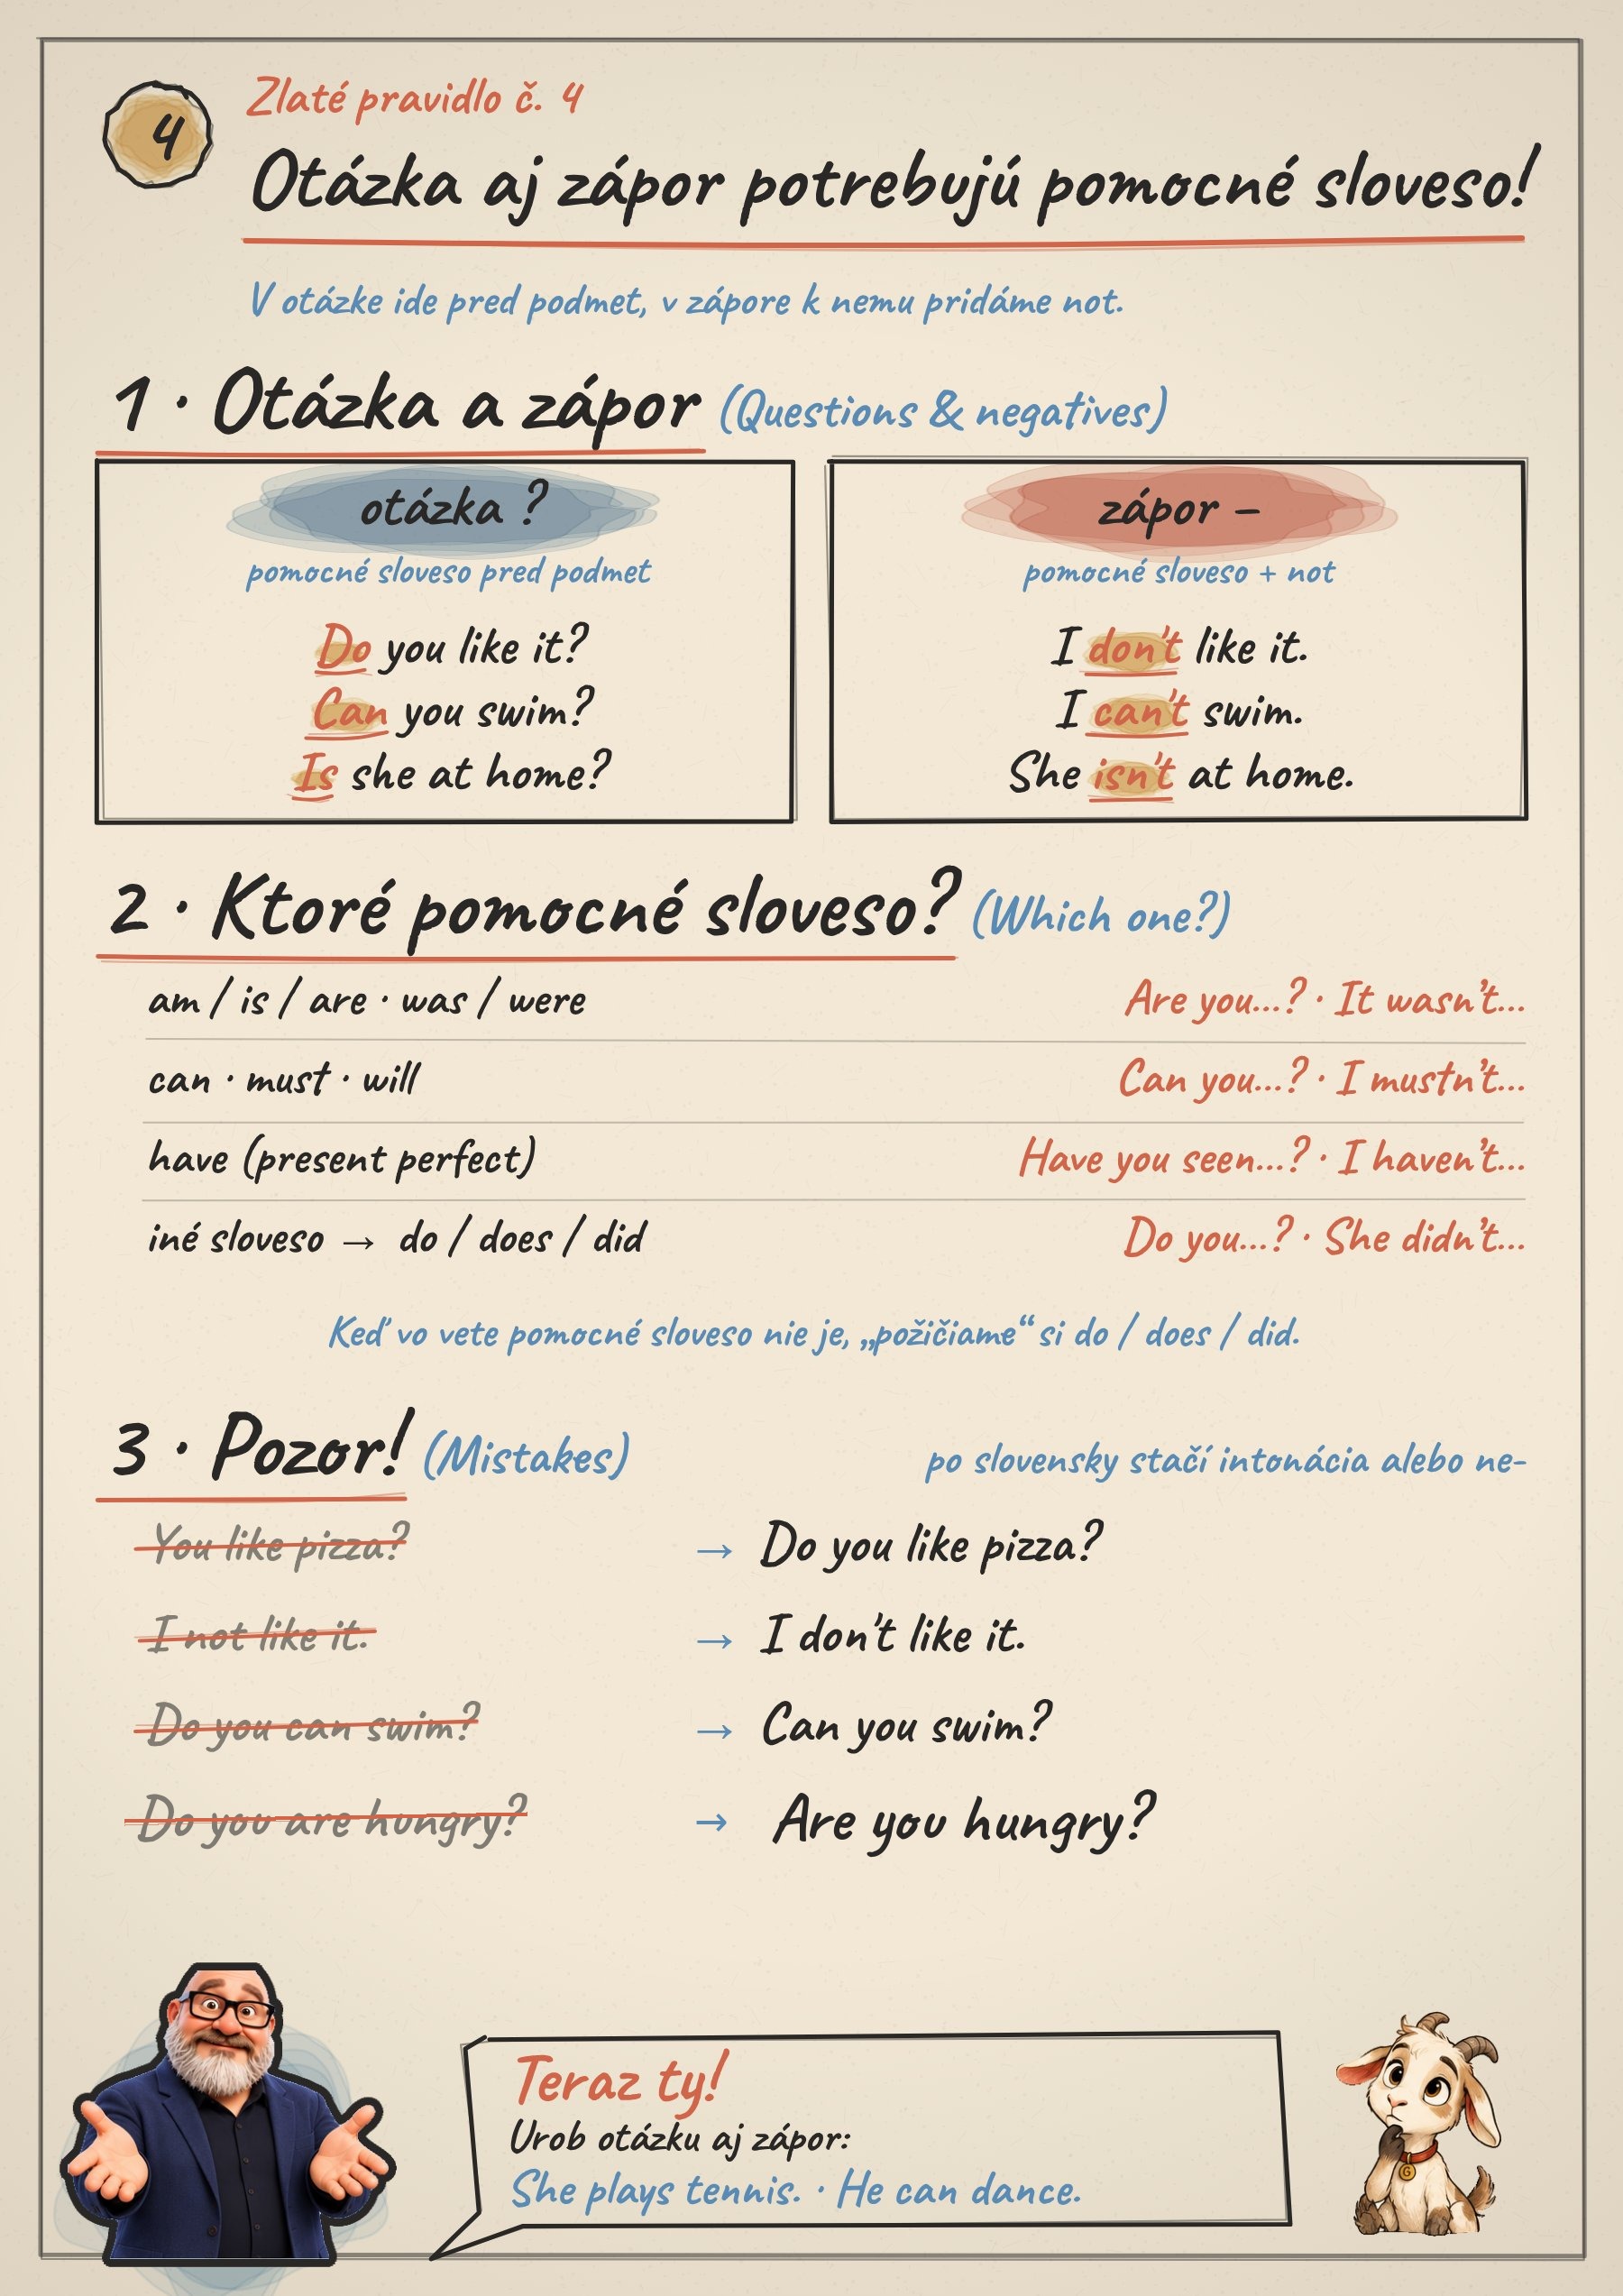 4
Zlaté pravidlo č. 4
Otázka aj zápor potrebujú pomocné sloveso!
V otázke ide pred podmet, v zápore k nemu pridáme not.
1 · Otázka a zápor (Questions & negatives)
otázka ?
pomocné sloveso pred podmet
Do you like it?
Can you swim?
Is she at home?
zápor –
pomocné sloveso + not
I don't like it.
I can't swim.
She isn't at home.
2 · Ktoré pomocné sloveso? (Which one?)
am / is / are · was / were Are you...? · It wasn't...
can · must · will Can you...? · I mustn't...
have (present perfect) Have you seen...? · I haven't...
iné sloveso → do / does / did Do you...? · She didn't...
Keď vo vete pomocné sloveso nie je, „požičiame“ si do / does / did.
3 · Pozor! (Mistakes) po slovensky stačí intonácia alebo ne-
You like pizza? → Do you like pizza?
I not like it. → I don't like it.
Do you can swim? → Can you swim?
Do you are hungry? → Are you hungry?
Teraz ty!
Urob otázku aj zápor:
She plays tennis. · He can dance.
G